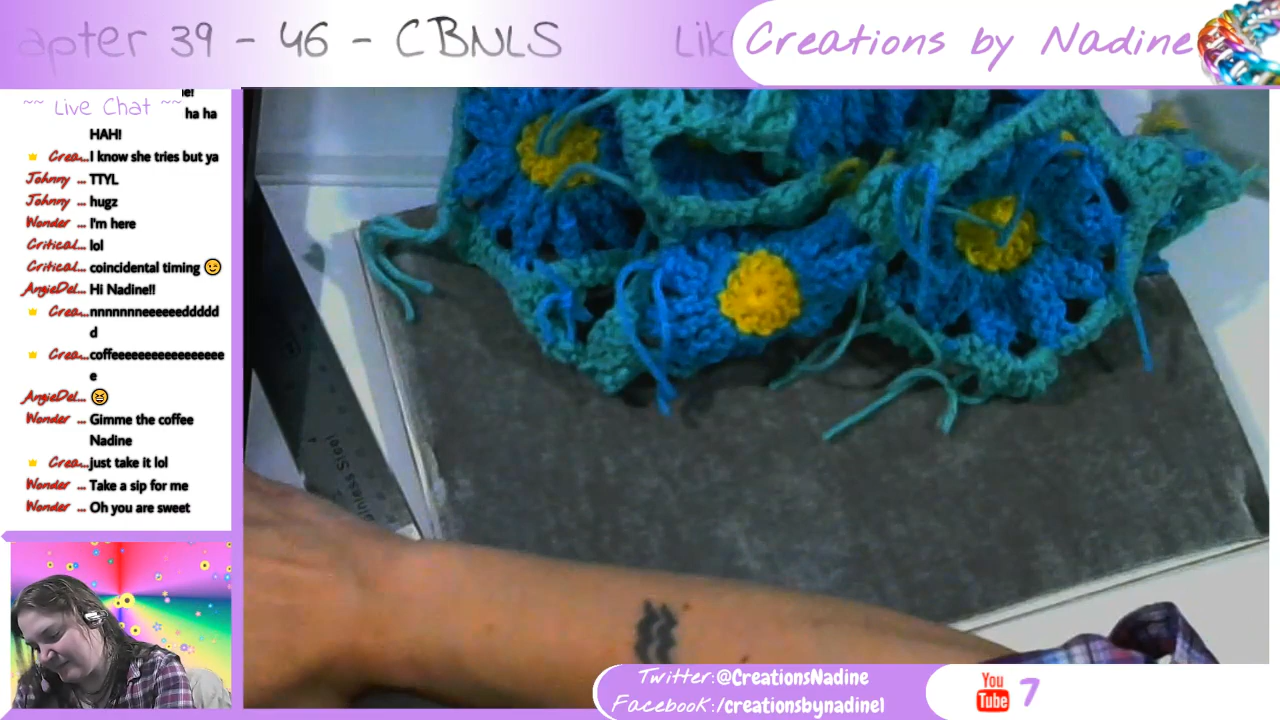 apter 39 - 46 - CBNLS Lik
Creations by Nadine
~~ Live Chat ~~
ha ha
HAH!
Crea... I know she tries but ya
Johnny ... TTYL
Johnny ... hugz
Wonder ... I'm here
Critical... lol
Critical... coincidental timing 😉
AngieDel... Hi Nadine!!
Crea... nnnnnnneeeeeeddddd
d
Crea... coffeeeeeeeeeeeeeeeee
e
AngieDel... 😆
Wonder ... Gimme the coffee
Nadine
Crea... just take it lol
Wonder ... Take a sip for me
Wonder ... Oh you are sweet
Twitter:@CreationsNadine
Facebook:/creationsbynadine1
You
Tube 7